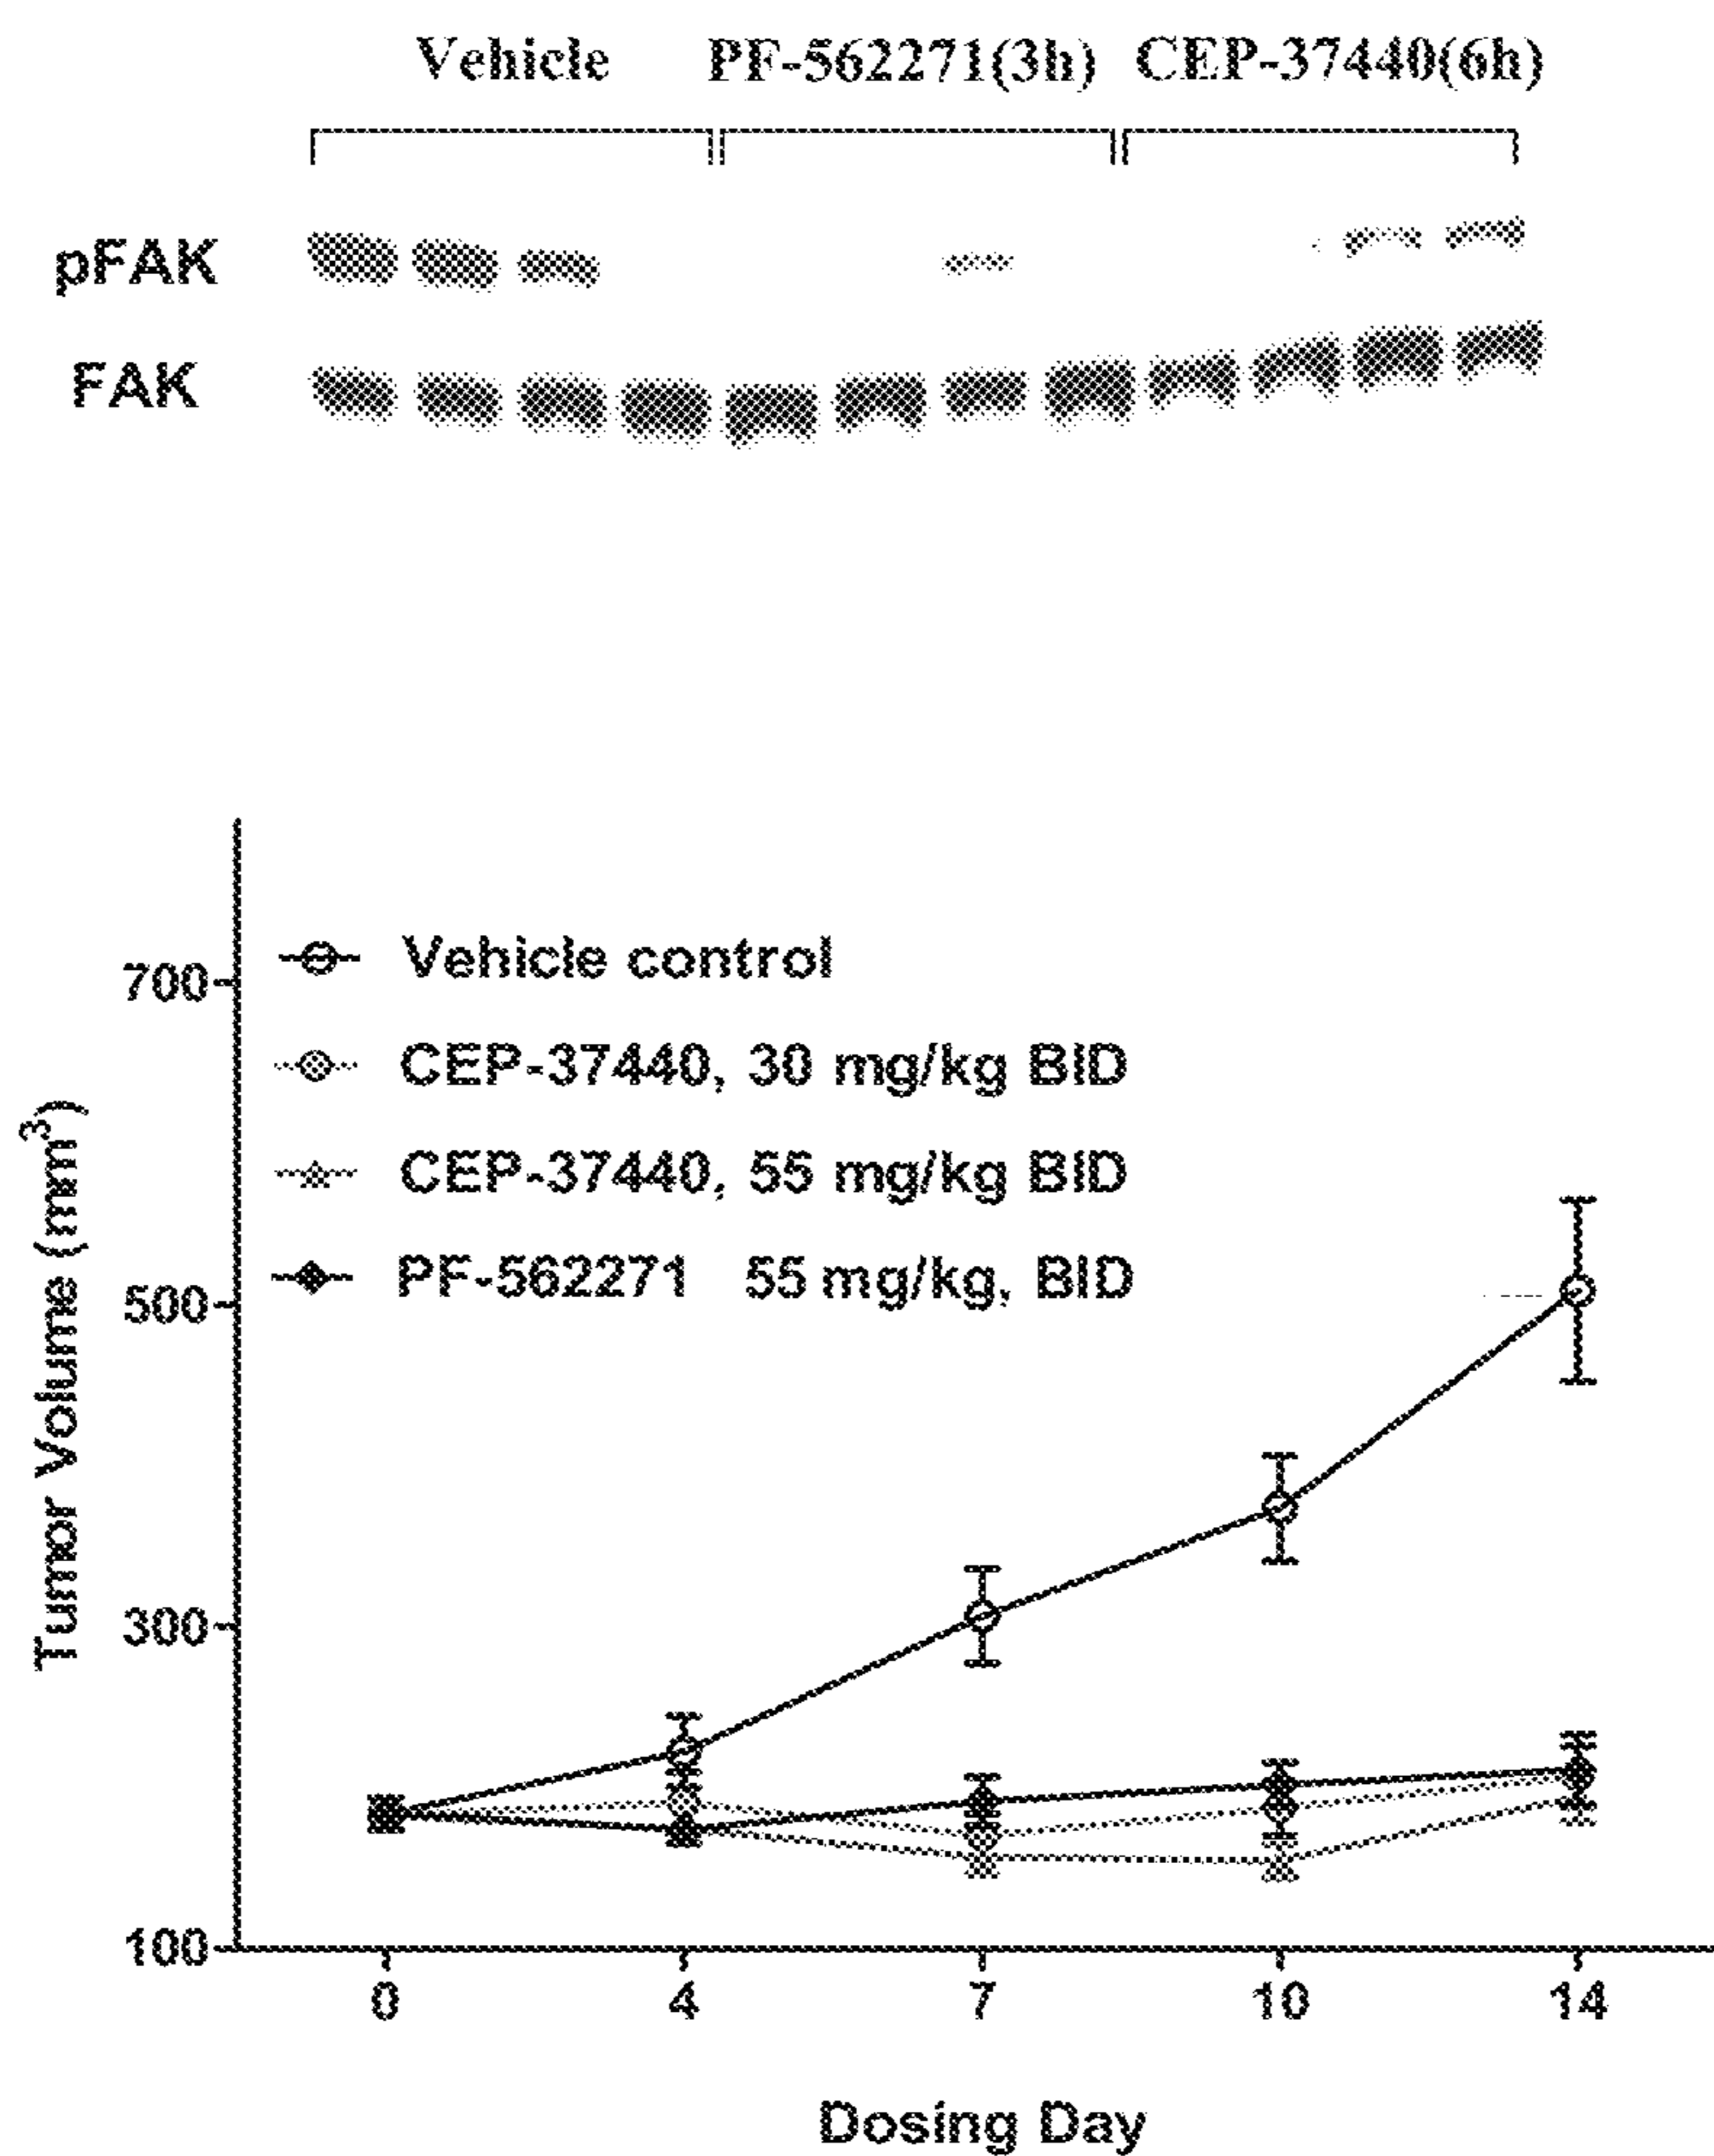 Vehicle PF-562271(3h) CEP-37440(6h)
pFAK
FAK
Vehicle control
CEP-37440, 30 mg/kg BID
CEP-37440, 55 mg/kg BID
PF-562271 55 mg/kg, BID
700
500
300
100
Tumor Volume (mm³)
0 4 7 10 14
Dosing Day